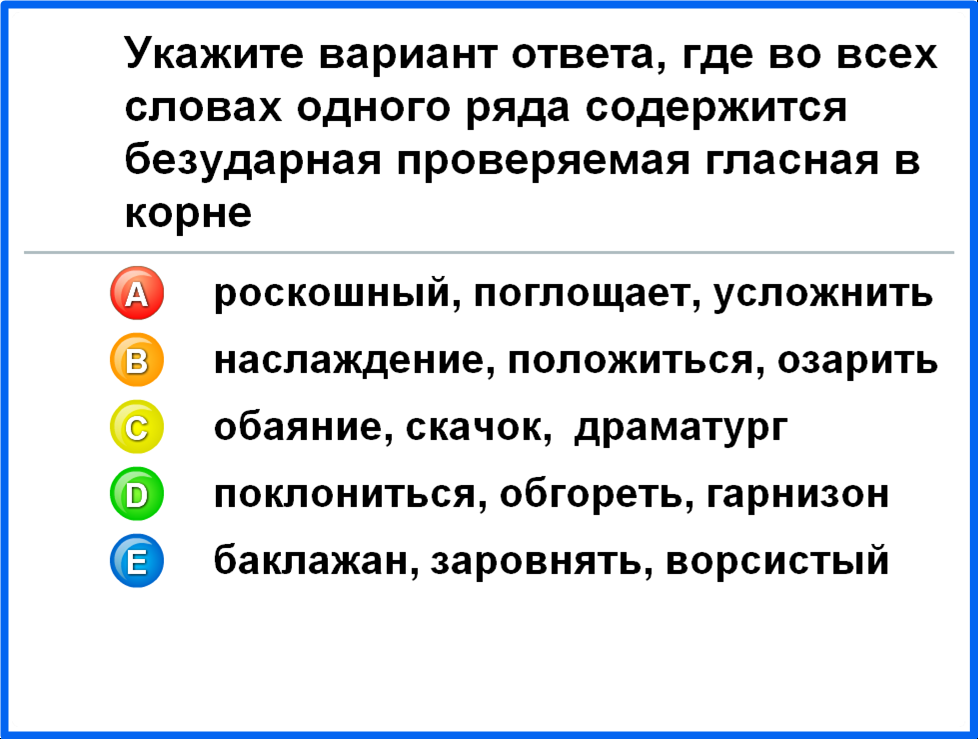 Укажите вариант ответа, где во всех
словах одного ряда содержится
безударная проверяемая гласная в
корне
A роскошный, поглощает, усложнить
B наслаждение, положиться, озарить
C обаяние, скачок, драматург
D поклониться, обгореть, гарнизон
E баклажан, заровнять, ворсистый